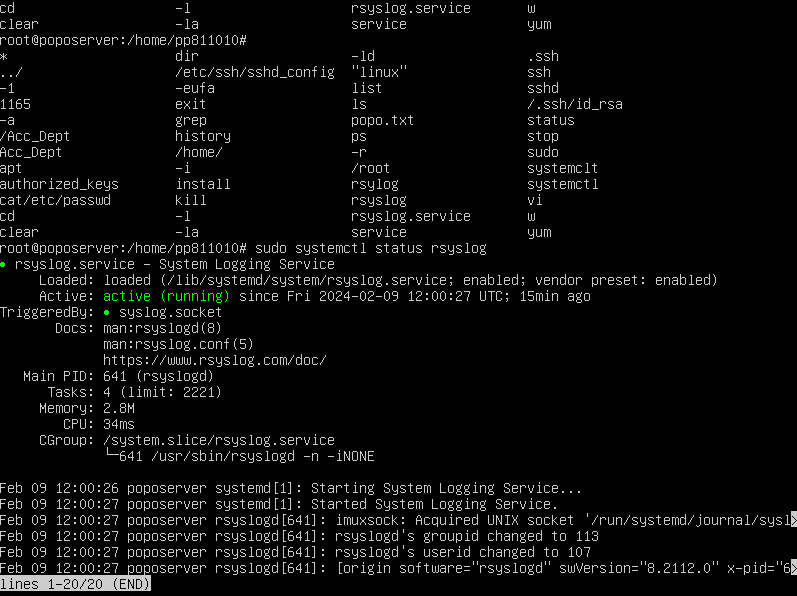 cd -l rsyslog.service w
clear -la service yum
root@poposerver:/home/pp811010#
* dir -ld .ssh
../ /etc/ssh/sshd_config "linux" ssh
-1 -eufa list sshd
1165 exit ls /.ssh/id_rsa
-a grep popo.txt status
/Acc_Dept history ps stop
Acc_Dept /home/ -r sudo
apt -i /root systemclt
authorized_keys install rsylog systemctl
cat/etc/passwd kill rsyslog vi
cd -l rsyslog.service w
clear -la service yum
root@poposerver:/home/pp811010# sudo systemctl status rsyslog
● rsyslog.service - System Logging Service
Loaded: loaded (/lib/systemd/system/rsyslog.service; enabled; vendor preset: enabled)
Active: active (running) since Fri 2024-02-09 12:00:27 UTC; 15min ago
TriggeredBy: ● syslog.socket
Docs: man:rsyslogd(8)
man:rsyslog.conf(5)
https://www.rsyslog.com/doc/
Main PID: 641 (rsyslogd)
Tasks: 4 (limit: 2221)
Memory: 2.8M
CPU: 34ms
CGroup: /system.slice/rsyslog.service
└─641 /usr/sbin/rsyslogd -n -iNONE
Feb 09 12:00:26 poposerver systemd[1]: Starting System Logging Service...
Feb 09 12:00:27 poposerver systemd[1]: Started System Logging Service.
Feb 09 12:00:27 poposerver rsyslogd[641]: imuxsock: Acquired UNIX socket '/run/systemd/journal/sysl>
Feb 09 12:00:27 poposerver rsyslogd[641]: rsyslogd's groupid changed to 113
Feb 09 12:00:27 poposerver rsyslogd[641]: rsyslogd's userid changed to 107
Feb 09 12:00:27 poposerver rsyslogd[641]: [origin software="rsyslogd" swVersion="8.2112.0" x-pid="6>
lines 1-20/20 (END)